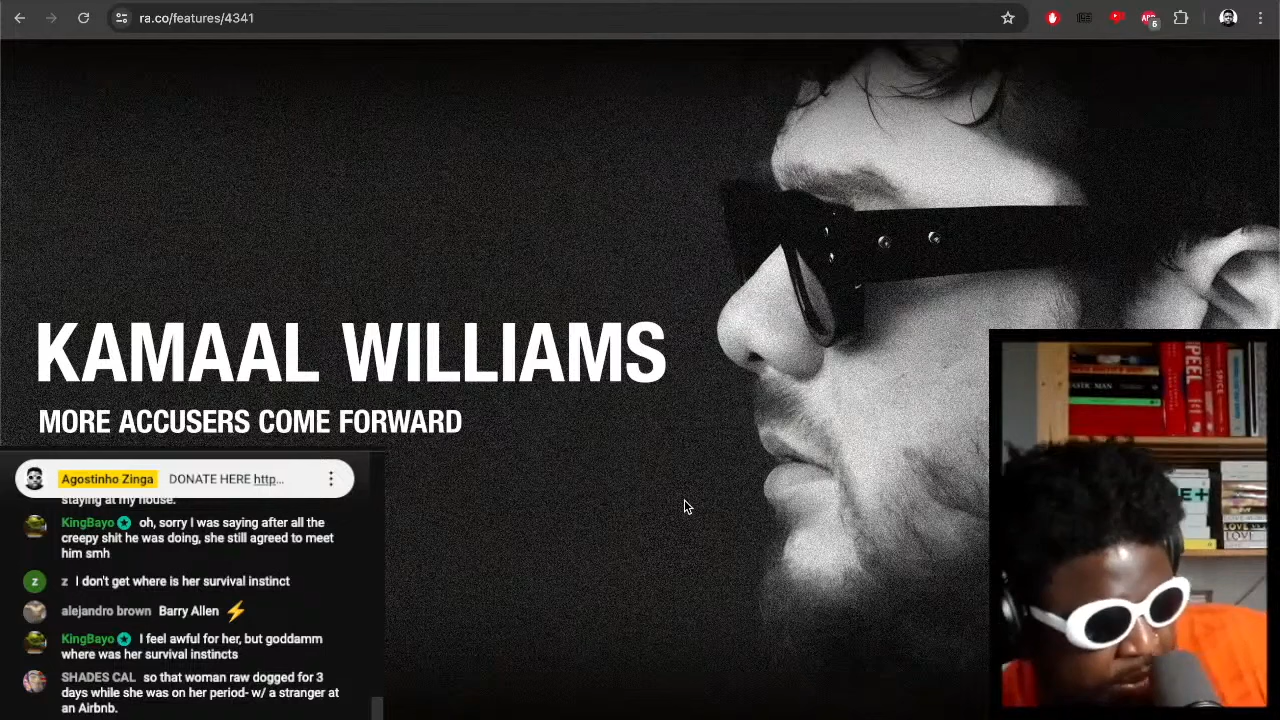 ra.co/features/4341
ABP
6
KAMAAL WILLIAMS
MORE ACCUSERS COME FORWARD
Agostinho Zinga DONATE HERE http...
staying at my house.
KingBayo oh, sorry I was saying after all the
creepy shit he was doing, she still agreed to meet
him smh
z z I don't get where is her survival instinct
alejandro brown Barry Allen ⚡
KingBayo I feel awful for her, but goddamm
where was her survival instincts
SHADES CAL so that woman raw dogged for 3
days while she was on her period- w/ a stranger at
an Airbnb.
SPICE